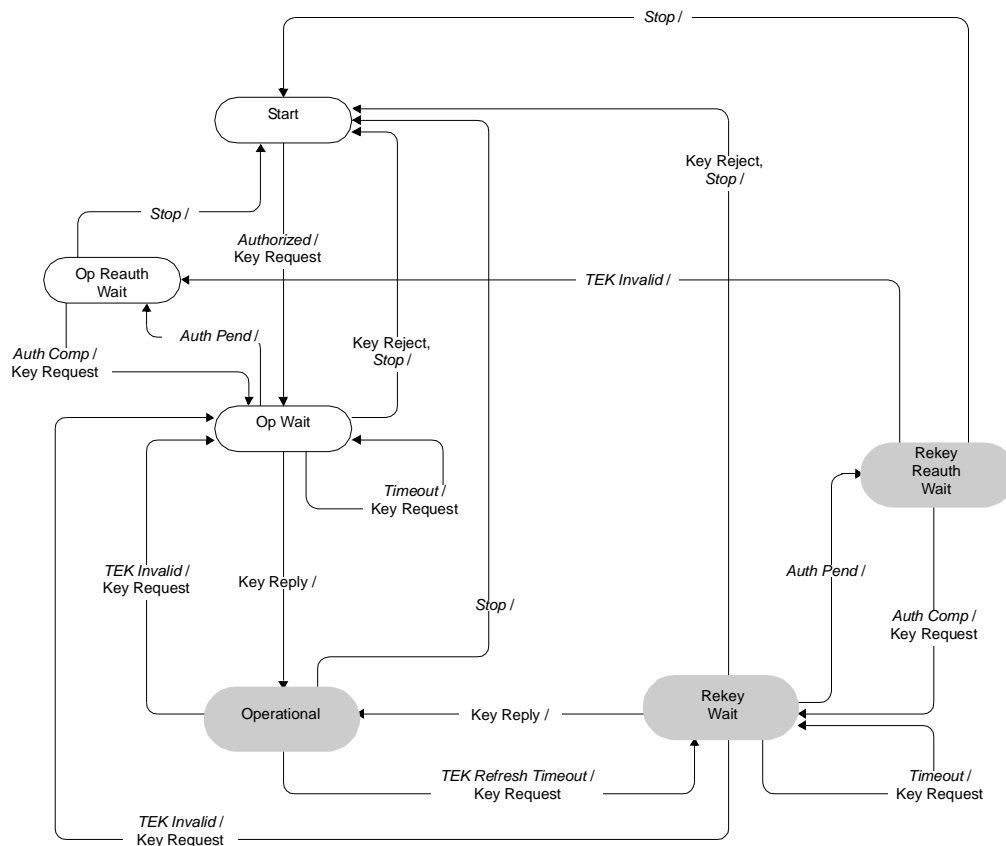 Stop /
Start
Key Reject,
Stop /
Stop /
Authorized /
Key Request
Op Reauth
Wait
TEK Invalid /
Auth Pend /
Key Reject,
Stop /
Auth Comp /
Key Request
Op Wait
Rekey
Reauth
Wait
Timeout /
Key Request
TEK Invalid /
Key Request
Key Reply /
Auth Pend /
Stop /
Auth Comp /
Key Request
Operational
Key Reply /
Rekey
Wait
TEK Refresh Timeout /
Key Request
Timeout /
Key Request
TEK Invalid /
Key Request